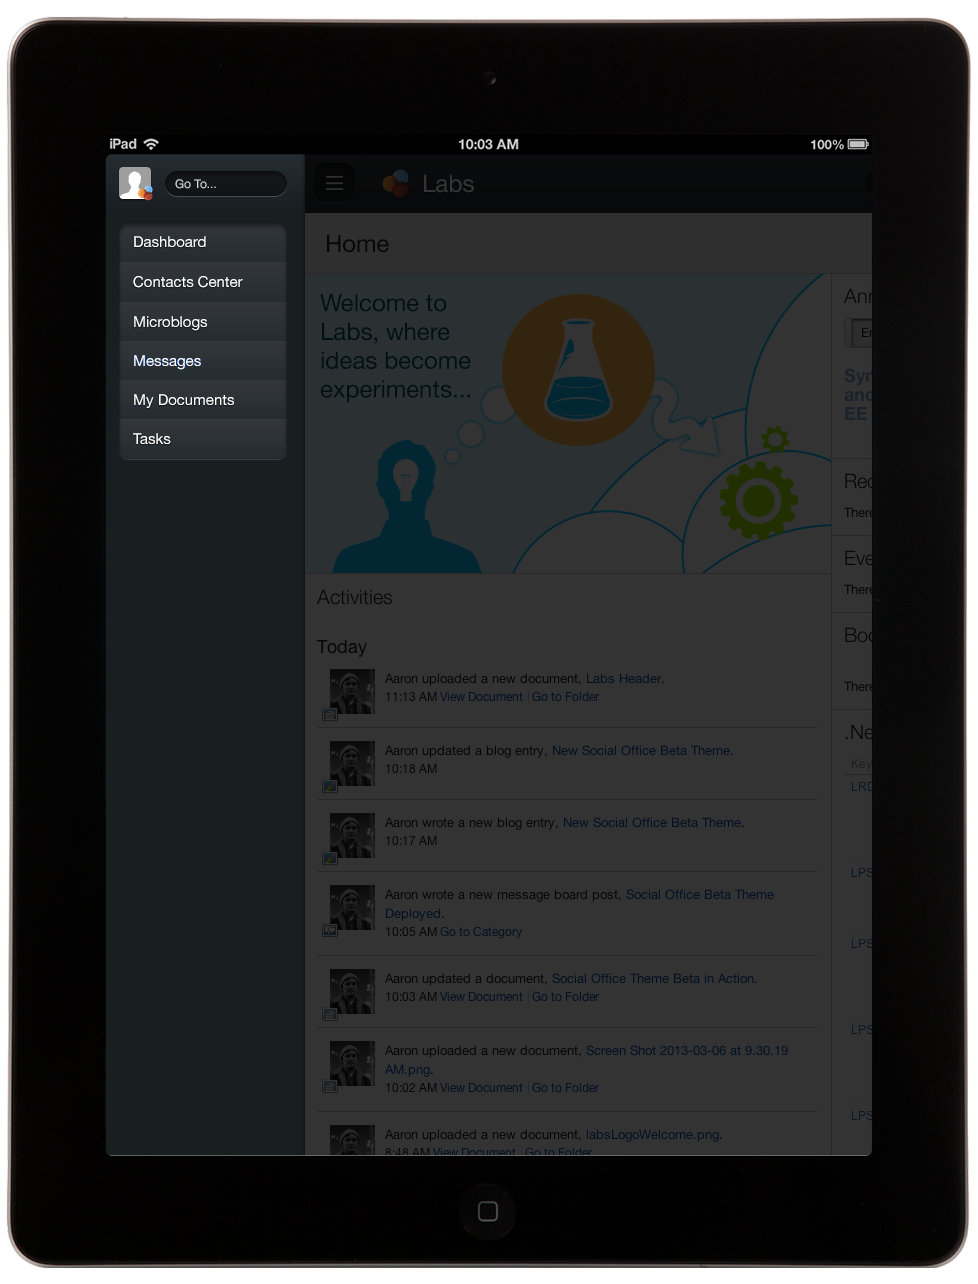 iPad 10:03 AM 100%
Go To...
Dashboard
Contacts Center
Microblogs
Messages
My Documents
Tasks
Labs
Home
Welcome to
Labs, where
ideas become
experiments...
Activities
Today
Aaron uploaded a new document, Labs Header.
11:13 AM View Document | Go to Folder
Aaron updated a blog entry, New Social Office Beta Theme.
10:18 AM
Aaron wrote a new blog entry, New Social Office Beta Theme.
10:17 AM
Aaron wrote a new message board post, Social Office Beta Theme
Deployed.
10:05 AM Go to Category
Aaron updated a document, Social Office Theme Beta in Action.
10:03 AM View Document | Go to Folder
Aaron uploaded a new document, Screen Shot 2013-03-06 at 9.30.19
AM.png.
10:02 AM View Document | Go to Folder
Aaron uploaded a new document, labsLogoWelcome.png.
8:48 AM View Document | Go to Folder
and
EE
There
There
There
.Ne
Key
LRD
LPS
LPS
LPS
LPS